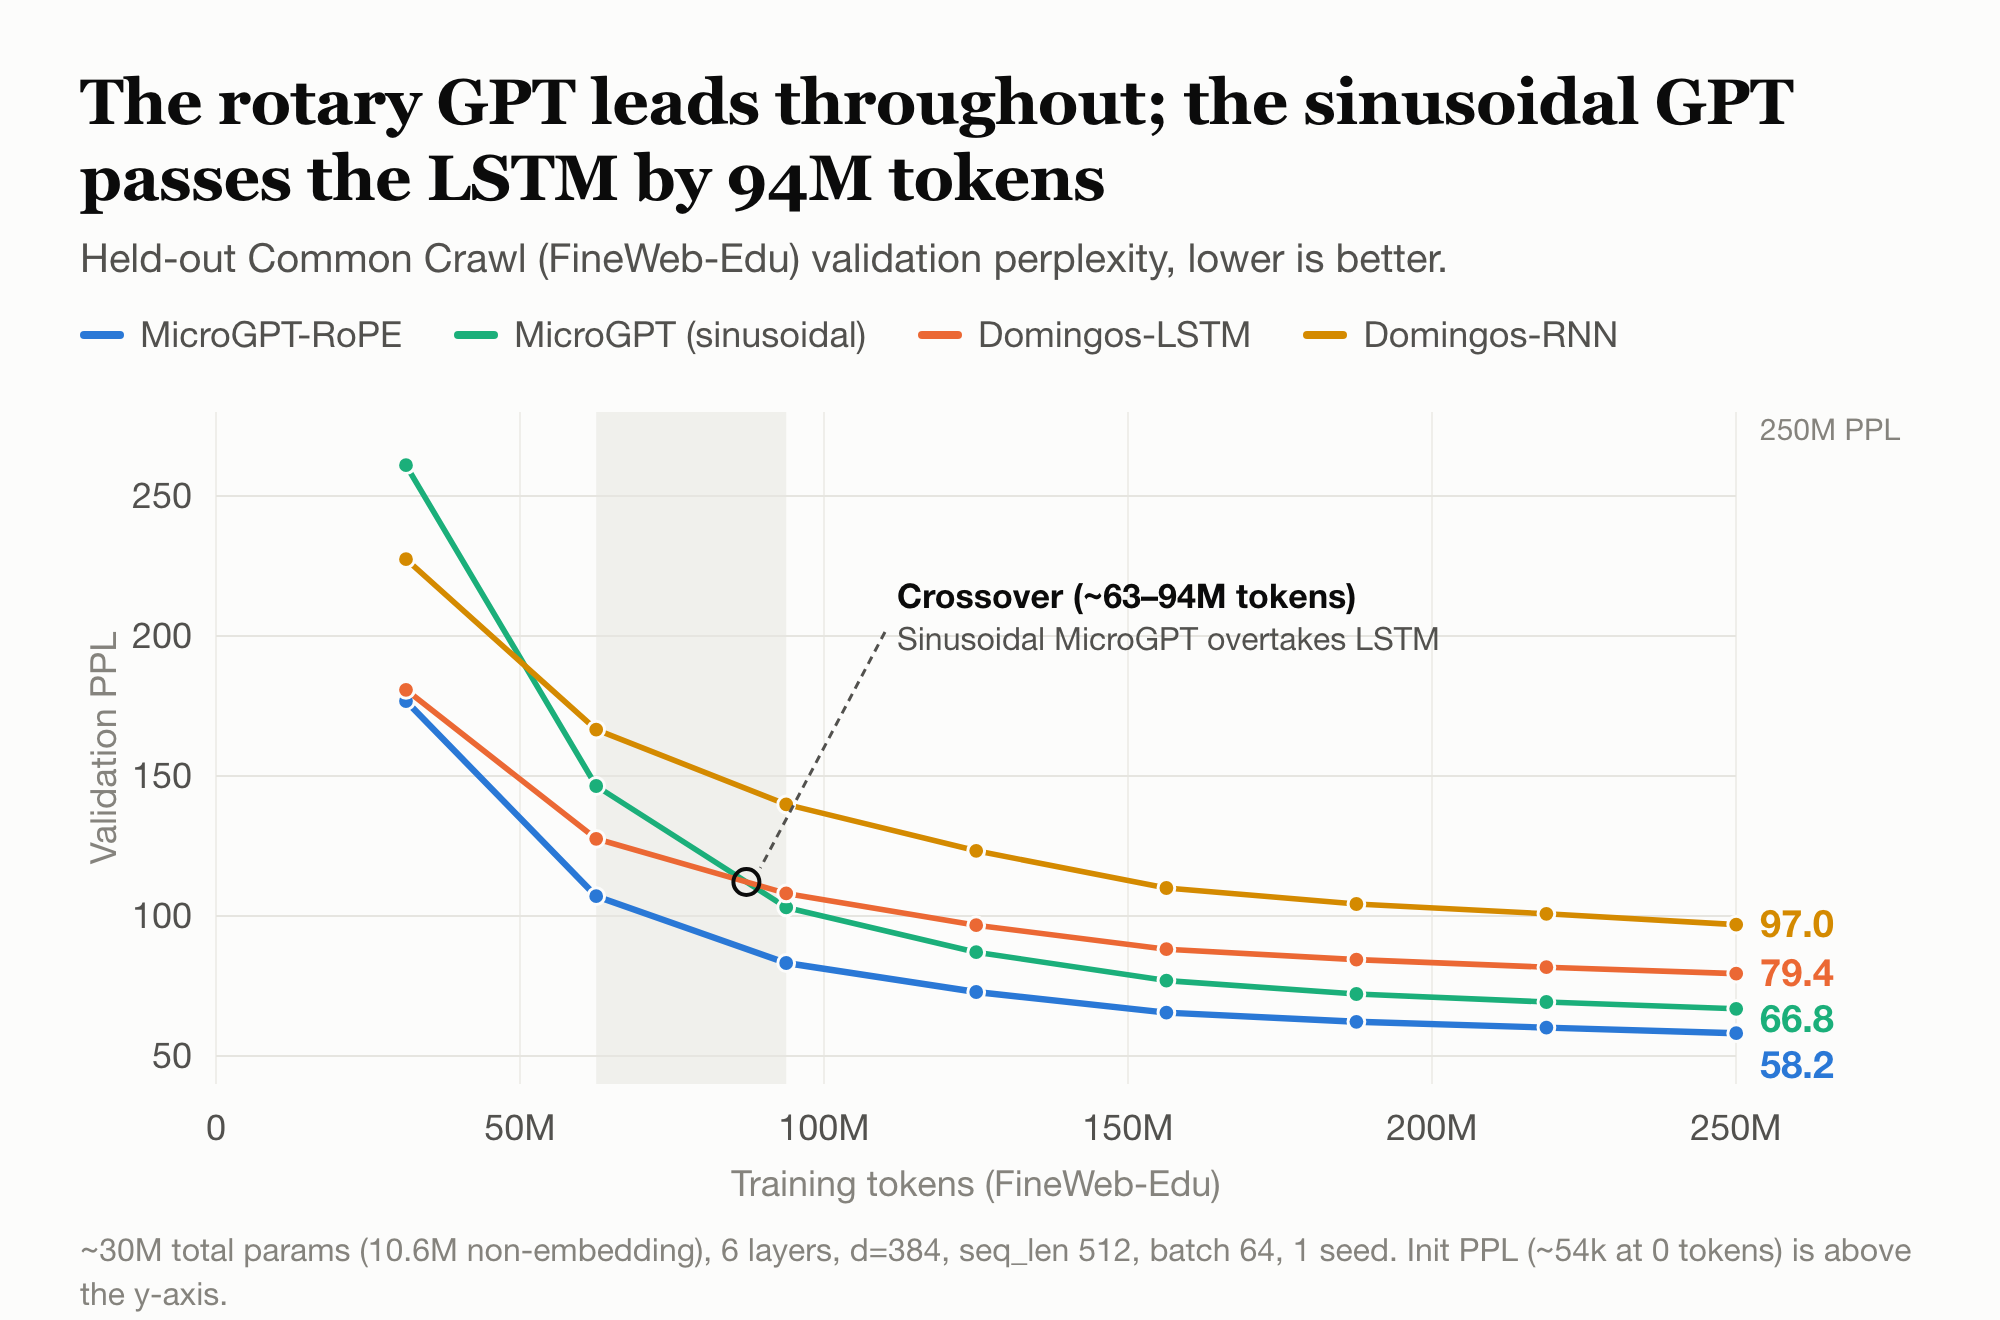 The rotary GPT leads throughout; the sinusoidal GPT
passes the LSTM by 94M tokens
Held-out Common Crawl (FineWeb-Edu) validation perplexity, lower is better.
MicroGPT-RoPE
MicroGPT (sinusoidal)
Domingos-LSTM
Domingos-RNN
250M PPL
250
200
150
100
50
Validation PPL
Crossover (~63–94M tokens)
Sinusoidal MicroGPT overtakes LSTM
97.0
79.4
66.8
58.2
0
50M
100M
150M
200M
250M
Training tokens (FineWeb-Edu)
~30M total params (10.6M non-embedding), 6 layers, d=384, seq_len 512, batch 64, 1 seed. Init PPL (~54k at 0 tokens) is above
the y-axis.